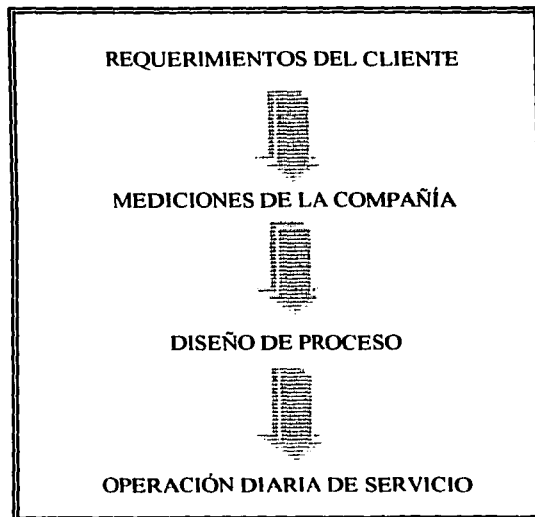 REQUERIMIENTOS DEL CLIENTE
MEDICIONES DE LA COMPAÑÍA
DISEÑO DE PROCESO
OPERACIÓN DIARIA DE SERVICIO